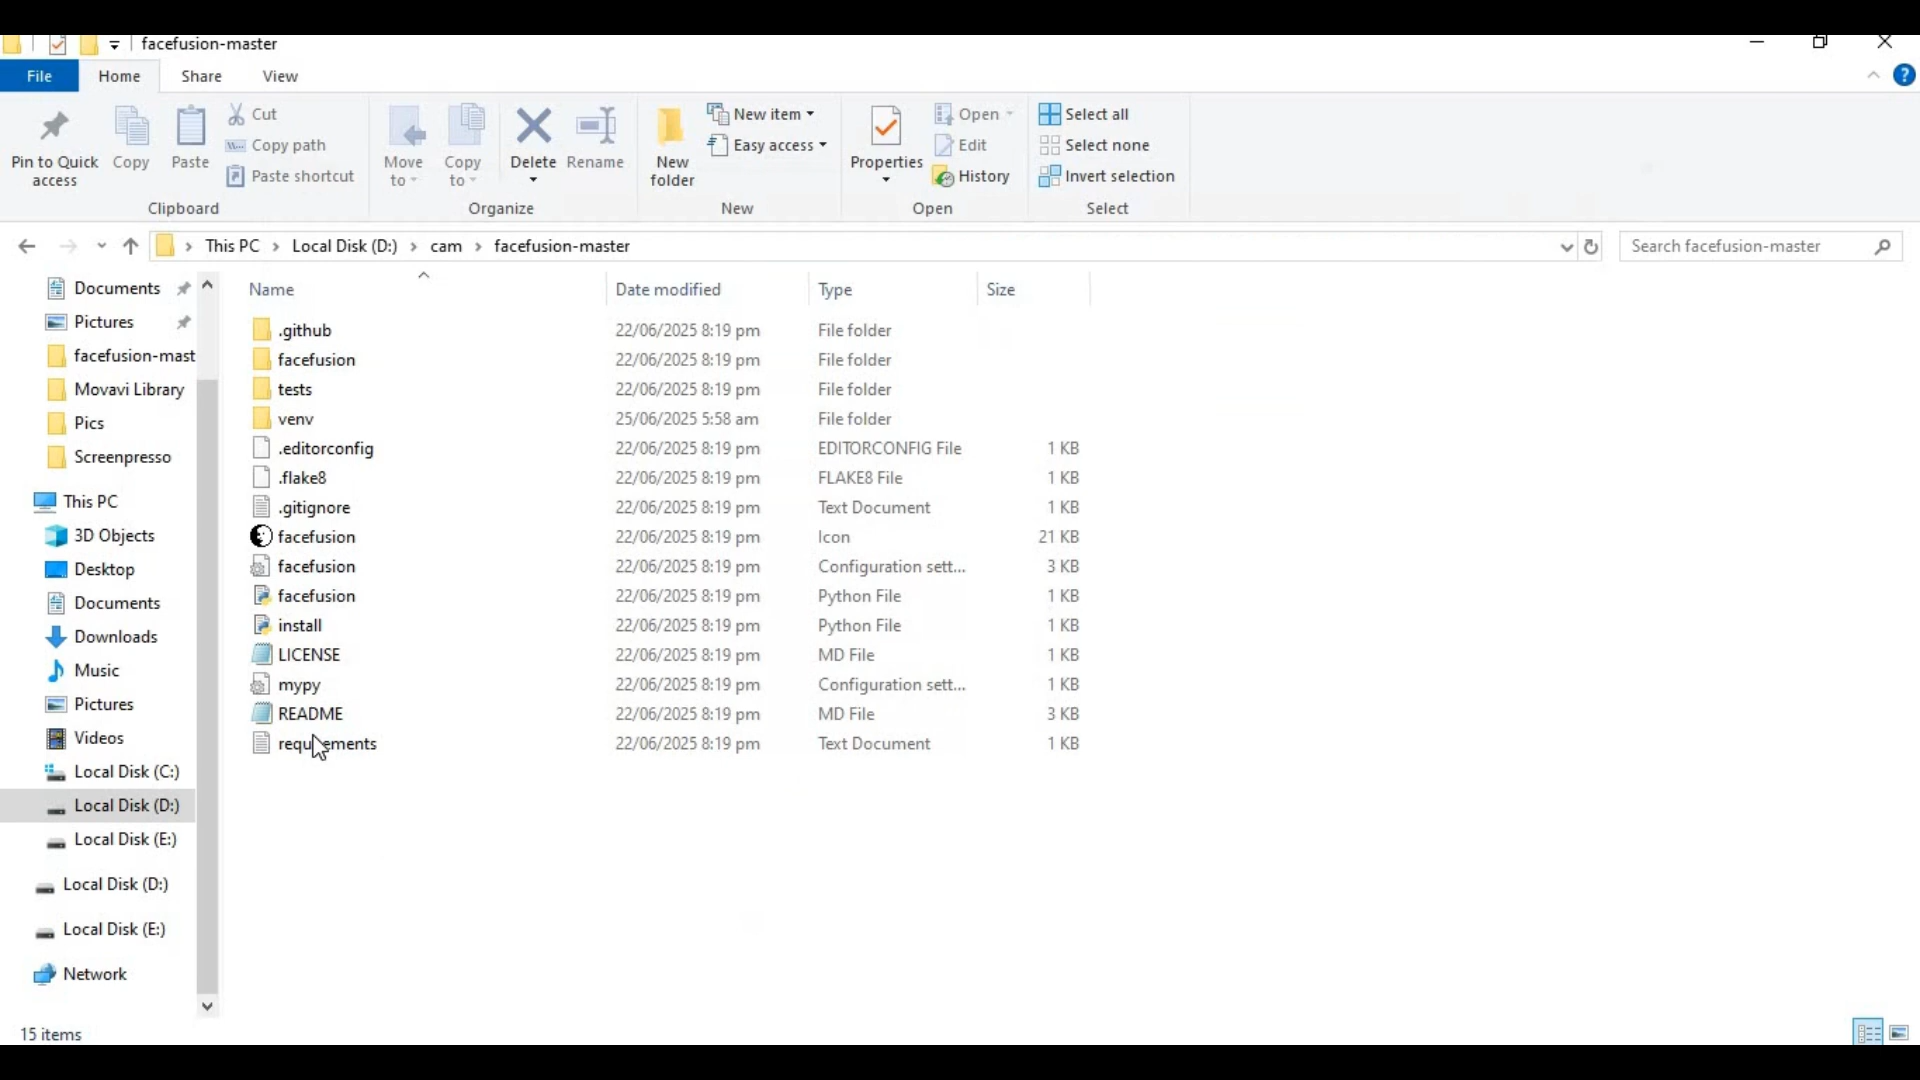 facefusion-master
File Home Share View
Pin to Quick access
Copy
Paste
Cut
Copy path
Paste shortcut
Clipboard
Move to
Copy to
Delete
Rename
Organize
New folder
New item
Easy access
New
Properties
Open
Edit
History
Open
Select all
Select none
Invert selection
Select
This PC > Local Disk (D:) > cam > facefusion-master
Search facefusion-master
Documents
Pictures
facefusion-mast
Movavi Library
Pics
Screenpresso
This PC
3D Objects
Desktop
Documents
Downloads
Music
Pictures
Videos
Local Disk (C:)
Local Disk (D:)
Local Disk (E:)
Local Disk (D:)
Local Disk (E:)
Network
Name Date modified Type Size
.github 22/06/2025 8:19 pm File folder
facefusion 22/06/2025 8:19 pm File folder
tests 22/06/2025 8:19 pm File folder
venv 25/06/2025 5:58 am File folder
.editorconfig 22/06/2025 8:19 pm EDITORCONFIG File 1 KB
.flake8 22/06/2025 8:19 pm FLAKE8 File 1 KB
.gitignore 22/06/2025 8:19 pm Text Document 1 KB
facefusion 22/06/2025 8:19 pm Icon 21 KB
facefusion 22/06/2025 8:19 pm Configuration sett... 3 KB
facefusion 22/06/2025 8:19 pm Python File 1 KB
install 22/06/2025 8:19 pm Python File 1 KB
LICENSE 22/06/2025 8:19 pm MD File 1 KB
mypy 22/06/2025 8:19 pm Configuration sett... 1 KB
README 22/06/2025 8:19 pm MD File 3 KB
requirements 22/06/2025 8:19 pm Text Document 1 KB
15 items